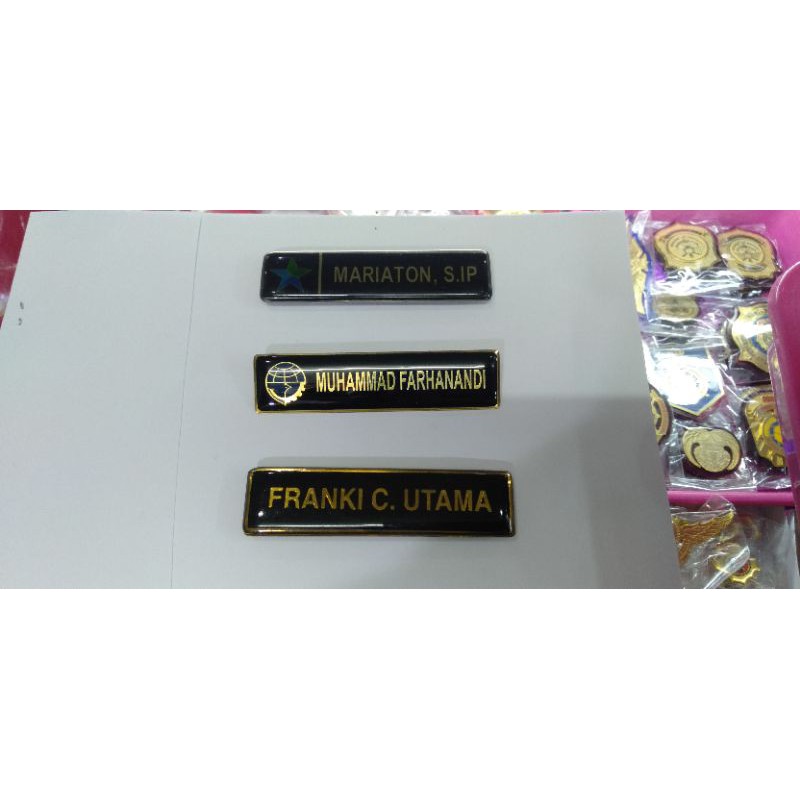 MARIATON, S.IP
MUHAMMAD FARHANANDI
FRANKI C. UTAMA